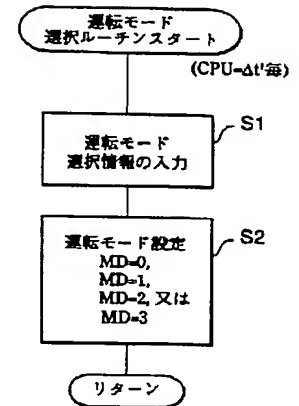 運転モード
選択ルーチンスタート
(CPU=Δt'毎)
S1
運転モード
選択情報の入力
S2
運転モード設定
MD=0,
MD=1,
MD=2, 又は
MD=3
リターン